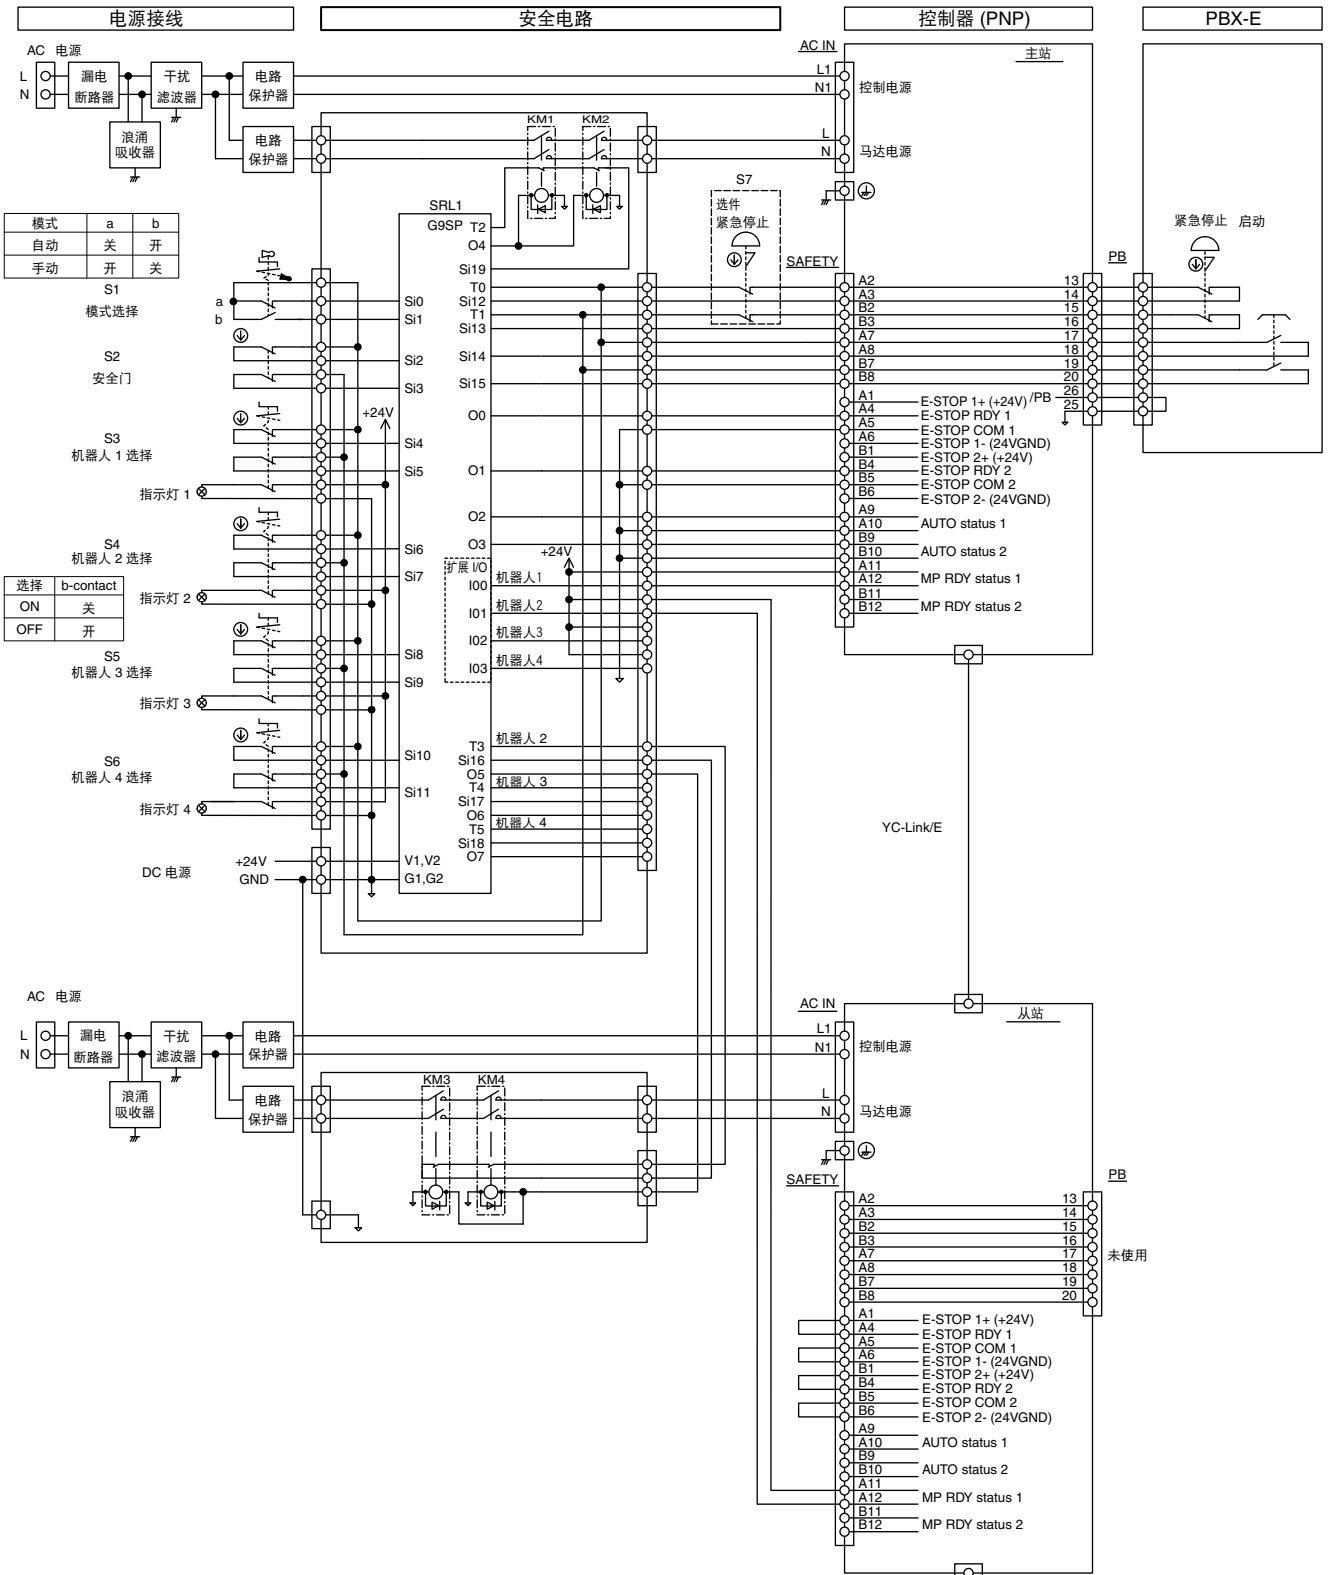 电源接线
安全电路
控制器 (PNP)
PBX-E
AC 电源
L
N
漏电
断路器
干扰
滤波器
电路
保护器
浪涌
吸收器
电路
保护器
KM1
KM2
AC IN
L1
N1
控制电源
L
N
马达电源
主站
模式 a b
自动 关 开
手动 开 关
S1
模式选择
a
b
S2
安全门
S3
机器人 1 选择
指示灯 1
S4
机器人 2 选择
选择 b-contact
ON 关
OFF 开
指示灯 2
S5
机器人 3 选择
指示灯 3
S6
机器人 4 选择
指示灯 4
DC 电源
+24V
GND
+24V
SRL1
G9SP
T2
O4
Si19
T0
Si12
T1
Si13
Si14
Si15
O0
O1
O2
O3
Si0
Si1
Si2
Si3
Si4
Si5
Si6
Si7
Si8
Si9
Si10
Si11
V1,V2
G1,G2
扩展 I/O
I00
I01
I02
I03
机器人1
机器人2
机器人3
机器人4
+24V
T3
Si16
O5
T4
Si17
O6
T5
Si18
O7
机器人 2
机器人 3
机器人 4
S7
选件
紧急停止
SAFETY
PB
A2 13
A3 14
B2 15
B3 16
A7 17
A8 18
B7 19
B8 20
A1 E-STOP 1+ (+24V) /PB 26
A4 E-STOP RDY 1 25
A5 E-STOP COM 1
A6 E-STOP 1- (24VGND)
B1 E-STOP 2+ (+24V)
B4 E-STOP RDY 2
B5 E-STOP COM 2
B6 E-STOP 2- (24VGND)
A9
A10 AUTO status 1
B9
B10 AUTO status 2
A11
A12 MP RDY status 1
B11
B12 MP RDY status 2
紧急停止 启动
YC-Link/E
AC 电源
L
N
漏电
断路器
干扰
滤波器
电路
保护器
浪涌
吸收器
电路
保护器
KM3
KM4
AC IN
L1
N1
控制电源
L
N
马达电源
从站
SAFETY
PB
A2 13
A3 14
B2 15
B3 16
A7 17
A8 18
B7 19
B8 20
未使用
A1 E-STOP 1+ (+24V)
A4 E-STOP RDY 1
A5 E-STOP COM 1
A6 E-STOP 1- (24VGND)
B1 E-STOP 2+ (+24V)
B4 E-STOP RDY 2
B5 E-STOP COM 2
B6 E-STOP 2- (24VGND)
A9
A10 AUTO status 1
B9
B10 AUTO status 2
A11
A12 MP RDY status 1
B11
B12 MP RDY status 2